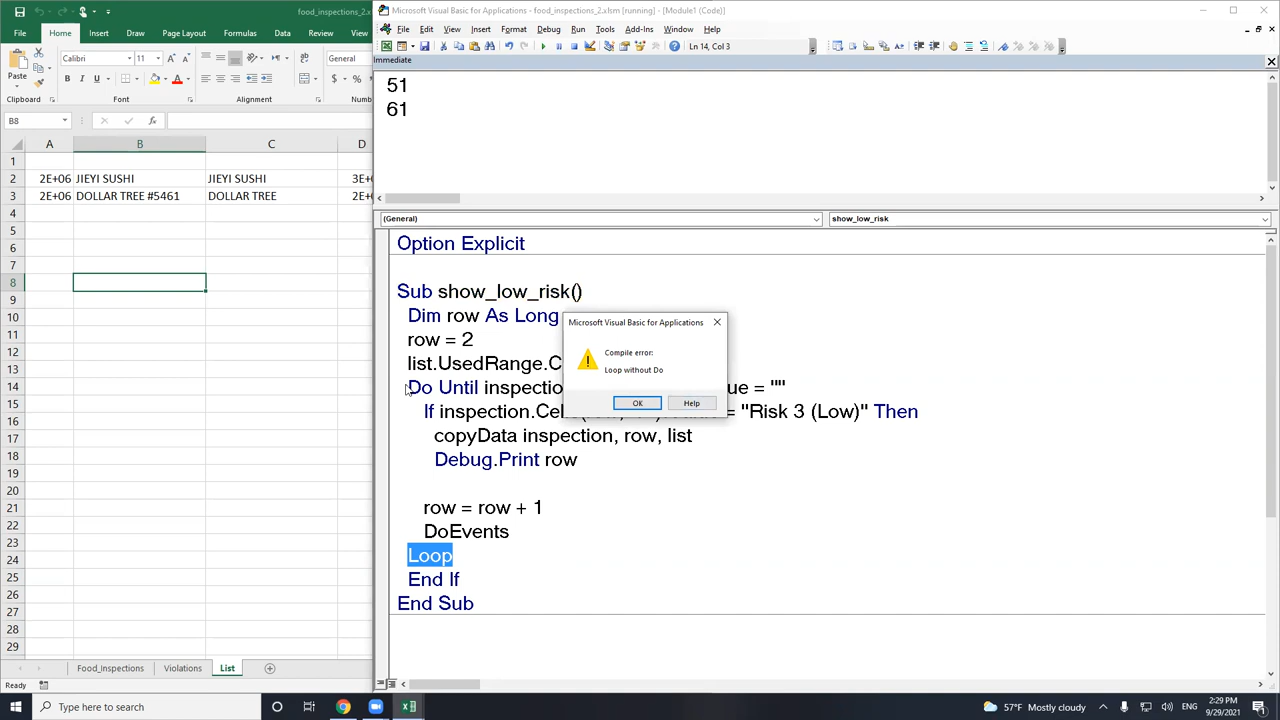 food_inspections_2.xlsm
Microsoft Visual Basic for Applications - food_inspections_2.xlsm [running] - [Module1 (Code)]
File Home Insert Draw Page Layout Formulas Data Review
File Edit View Insert Format Debug Run Tools Add-Ins Window Help
Ln 14, Col 3
Calibri 11
General
Paste
B I U
$ %
Clipboard Font Alignment
Immediate
51
61
B8
fx
A B C D
1
2 2E+06 JIEYI SUSHI JIEYI SUSHI
3 2E+06 DOLLAR TREE #5461 DOLLAR TREE
4
5
6
7
8
9
10
11
12
13
14
15
16
17
18
19
20
21
22
23
24
25
26
27
28
29
(General) show_low_risk
Option Explicit
Sub show_low_risk()
Dim row As Long
row = 2
list.UsedRange.C
Do Until inspectio ue = ""
If inspection.Ce = "Risk 3 (Low)" Then
copyData inspection, row, list
Debug.Print row
row = row + 1
DoEvents
Loop
End If
End Sub
Microsoft Visual Basic for Applications
Compile error:
Loop without Do
OK Help
Food_Inspections Violations List
Ready
Type here to search
57°F Mostly cloudy
2:29 PM
9/29/2021